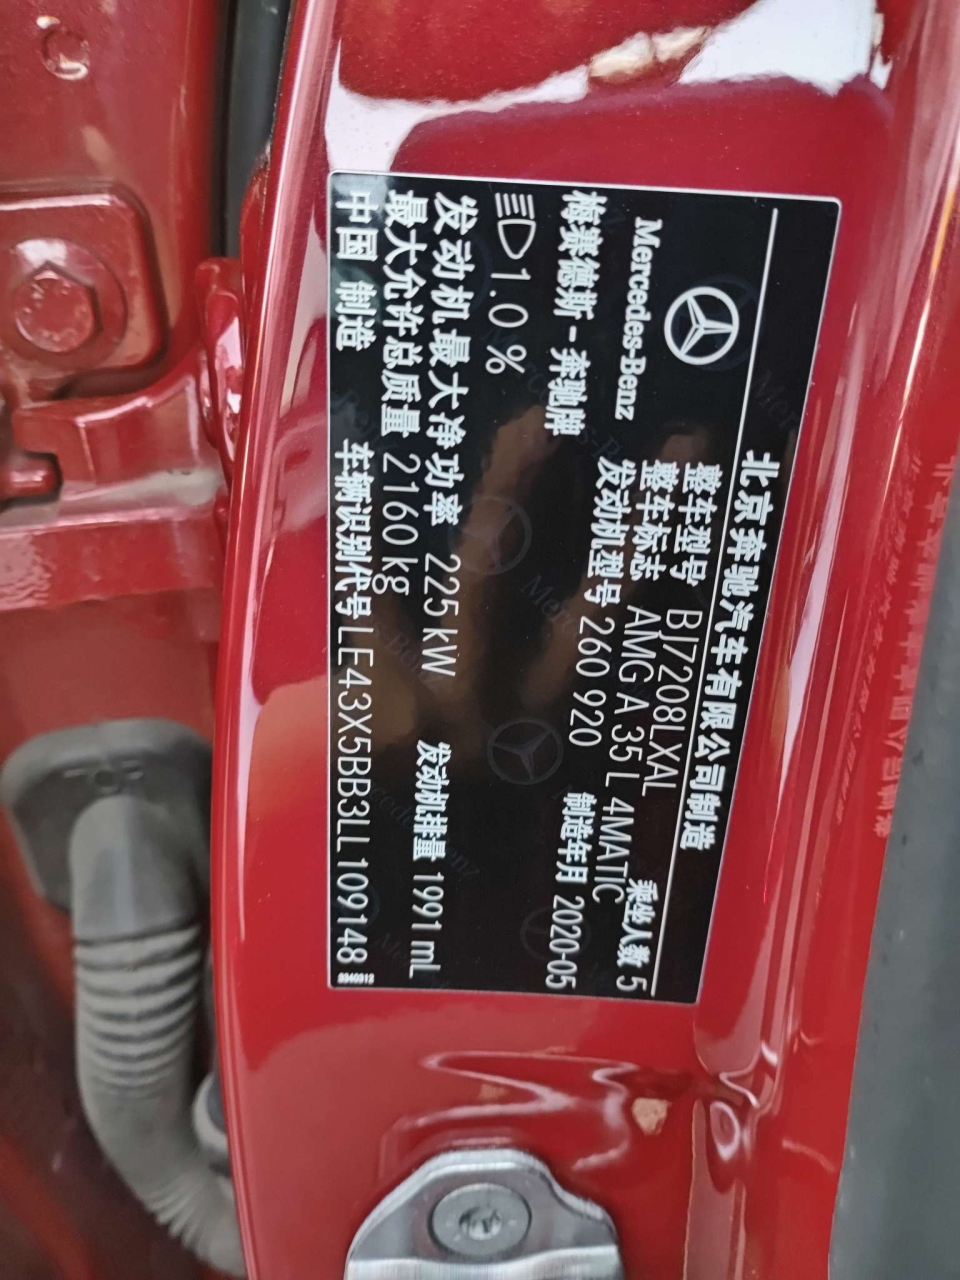 北京奔驰汽车有限公司制造
整车型号 BJ7208LXAL
乘坐人数 5
Mercedes-Benz
整车标志 AMG A 35 L 4MATIC
梅赛德斯-奔驰牌
发动机型号 260 920
制造年月 2020-05
1.0 %
发动机最大净功率 225 kW
发动机排量 1991 mL
最大允许总质量 2160 kg
中国 制造
车辆识别代号 LE43X5BB3LL109148
TOP